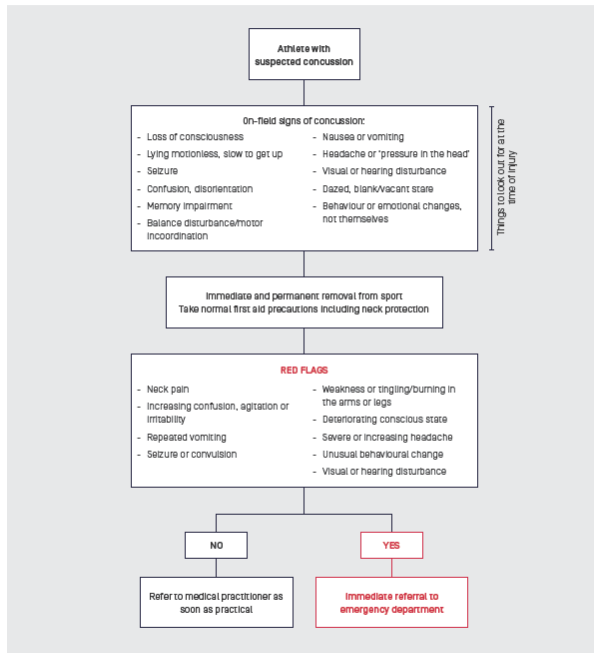 Athlete with
suspected concussion
On-field signs of concussion:
- Loss of consciousness
- Lying motionless, slow to get up
- Seizure
- Confusion, disorientation
- Memory impairment
- Balance disturbance/motor
incoordination
- Nausea or vomiting
- Headache or 'pressure in the head'
- Visual or hearing disturbance
- Dazed, blank/vacant stare
- Behaviour or emotional changes,
not themselves
Things to look out for at the
time of injury
Immediate and permanent removal from sport
Take normal first aid precautions including neck protection
RED FLAGS
- Neck pain
- Increasing confusion, agitation or
irritability
- Repeated vomiting
- Seizure or convulsion
- Weakness or tingling/burning in
the arms or legs
- Deteriorating conscious state
- Severe or increasing headache
- Unusual behavioural change
- Visual or hearing disturbance
NO
YES
Refer to medical practitioner as
soon as practical
Immediate referral to
emergency department